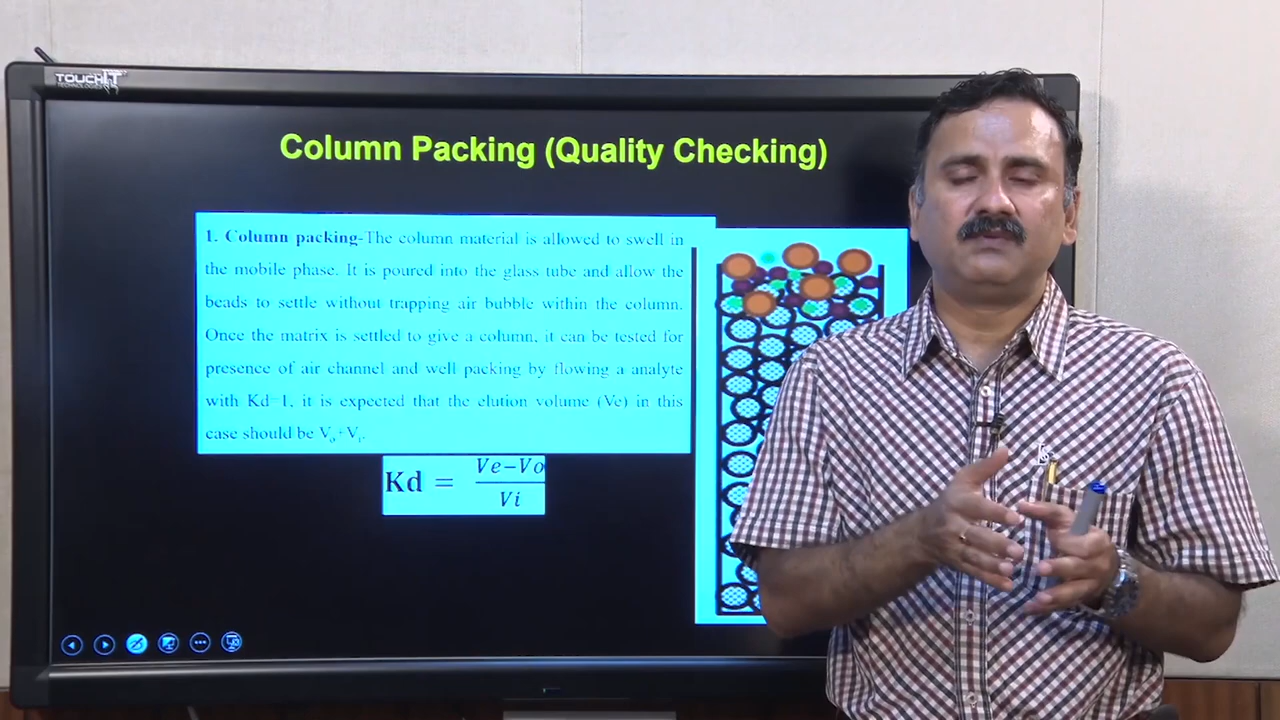 TOUCHIT
TECHNOLOGIES
Column Packing (Quality Checking)
1. Column packing-The column material is allowed to swell in
the mobile phase. It is poured into the glass tube and allow the
beads to settle without trapping air bubble within the column.
Once the matrix is settled to give a column, it can be tested for
presence of air channel and well packing by flowing a analyte
with Kd=1, it is expected that the elution volume (Ve) in this
case should be Vo+Vi.
Kd = Ve-Vo
Vi